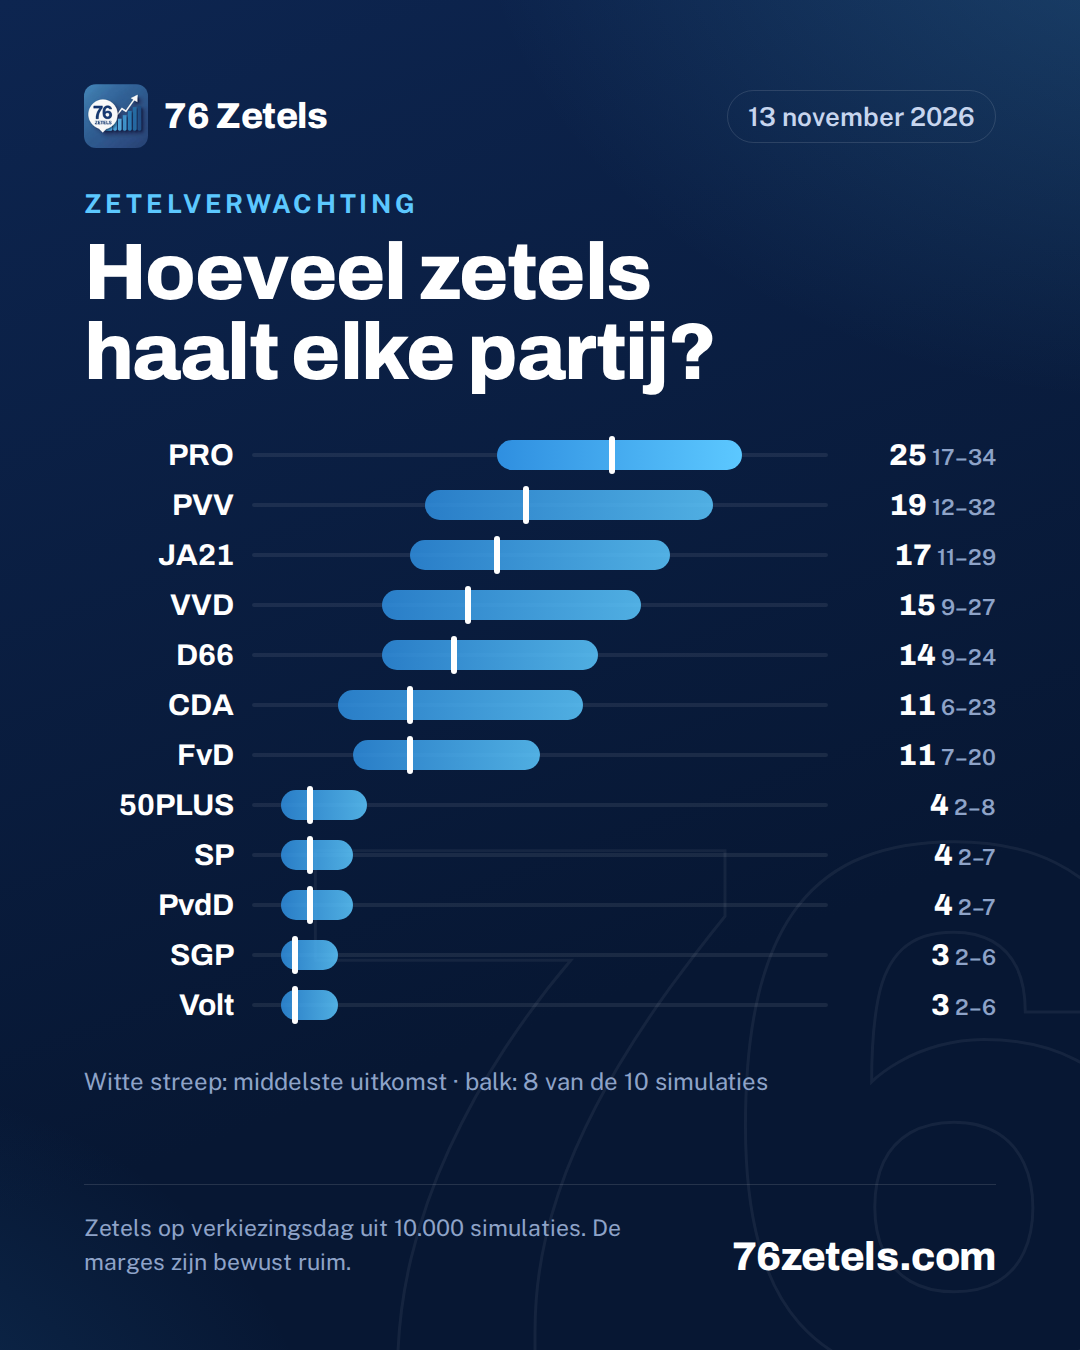 76
ZETELS
76 Zetels
13 november 2026
ZETELVERWACHTING
Hoeveel zetels
haalt elke partij?
PRO 25 17–34
PVV 19 12–32
JA21 17 11–29
VVD 15 9–27
D66 14 9–24
CDA 11 6–23
FvD 11 7–20
50PLUS 4 2–8
SP 4 2–7
PvdD 4 2–7
SGP 3 2–6
Volt 3 2–6
Witte streep: middelste uitkomst · balk: 8 van de 10 simulaties
Zetels op verkiezingsdag uit 10.000 simulaties. De
marges zijn bewust ruim.
76zetels.com
76